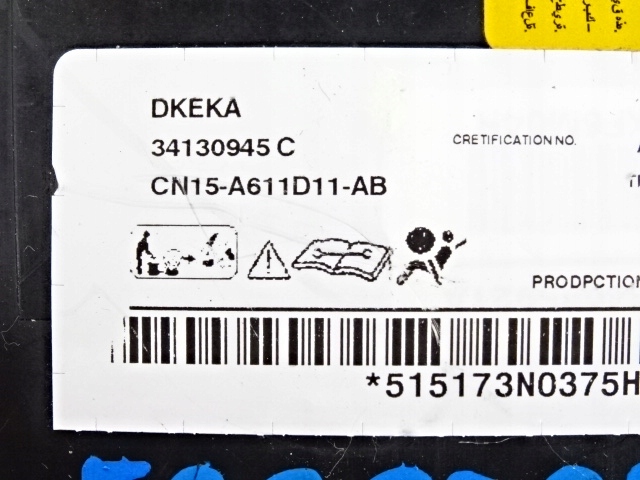 DKEKA
34130945 C
CRETIFICATION NO.
CN15-A611D11-AB
PRODPCTION
*515173N0375H